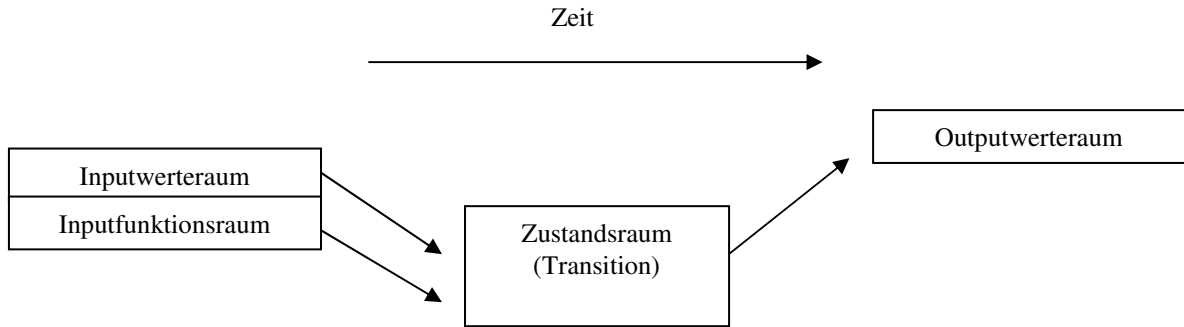 Zeit
Outputwerteraum
Inputwerteraum
Inputfunktionsraum
Zustandsraum
(Transition)